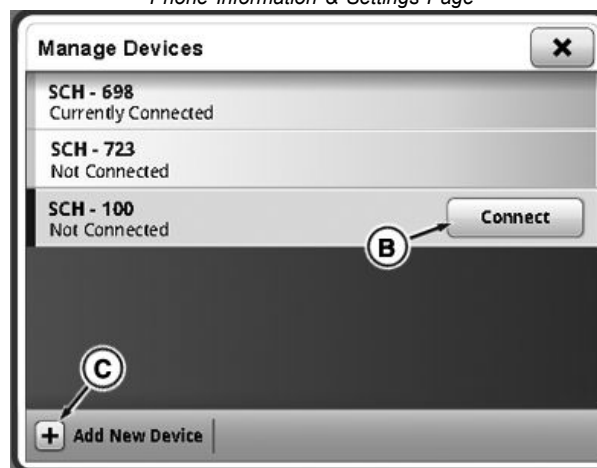 Phone Information & Settings Page
Manage Devices
SCH - 698
Currently Connected
SCH - 723
Not Connected
SCH - 100
Not Connected
Connect
B
C
+ Add New Device